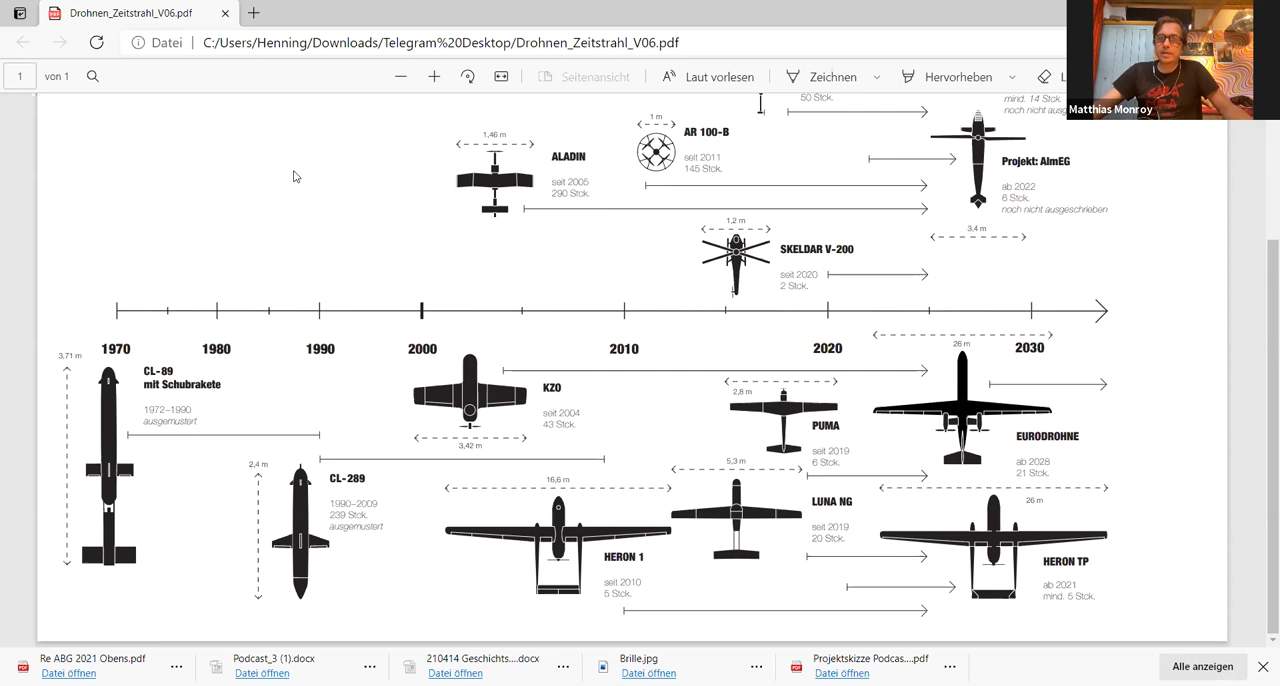 Drohnen_Zeitstrahl_V06.pdf
Datei
C:/Users/Henning/Downloads/Telegram%20Desktop/Drohnen_Zeitstrahl_V06.pdf
1
von 1
Seitenansicht
Laut vorlesen
Zeichnen
Hervorheben
L
Matthias Monroy
50 Stck.
mind. 14 Stck.
noch nicht ausge
1,46 m
ALADIN
seit 2005
290 Stck.
1 m
AR 100-B
seit 2011
145 Stck.
Projekt: AImEG
ab 2022
6 Stck.
noch nicht ausgeschrieben
3,4 m
1,2 m
SKELDAR V-200
seit 2020
2 Stck.
1970
1980
1990
2000
2010
2020
2030
3,71 m
CL-89
mit Schubrakete
1972–1990
ausgemustert
2,4 m
CL-289
1990–2009
239 Stck.
ausgemustert
KZO
seit 2004
43 Stck.
3,42 m
16,6 m
HERON 1
seit 2010
5 Stck.
2,8 m
PUMA
seit 2019
6 Stck.
5,3 m
LUNA NG
seit 2019
20 Stck.
26 m
EURODROHNE
ab 2028
21 Stck.
26 m
HERON TP
ab 2021
mind. 5 Stck.
Re ABG 2021 Obens.pdf
Datei öffnen
Podcast_3 (1).docx
Datei öffnen
210414 Geschichts....docx
Datei öffnen
Brille.jpg
Datei öffnen
Projektskizze Podcas....pdf
Datei öffnen
Alle anzeigen